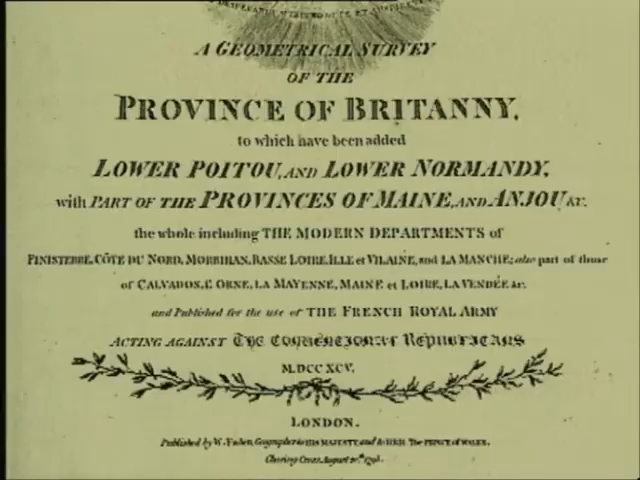 A GEOMETRICAL SURVEY
OF THE
PROVINCE OF BRITANNY,
to which have been added
LOWER POITOU, AND LOWER NORMANDY,
with PART OF THE PROVINCES OF MAINE, AND ANJOU &c.
the whole including THE MODERN DEPARTMENTS of
FINISTERRE, CÔTE DU NORD, MORBIHAN, BASSE LOIRE, ILLE et VILAINE, and LA MANCHE; also part of those
of CALVADOS, L'ORNE, LA MAYENNE, MAINE et LOIRE, LA VENDÉE &c.
and Published for the use of THE FRENCH ROYAL ARMY
ACTING AGAINST THE CONVENTIONAL REPUBLICANS
M.DCC XCV.
LONDON.
Published by W. Faden, Geographer to HIS MAJESTY, and to HRH THE PRINCE of WALES.
Charing Cross, August